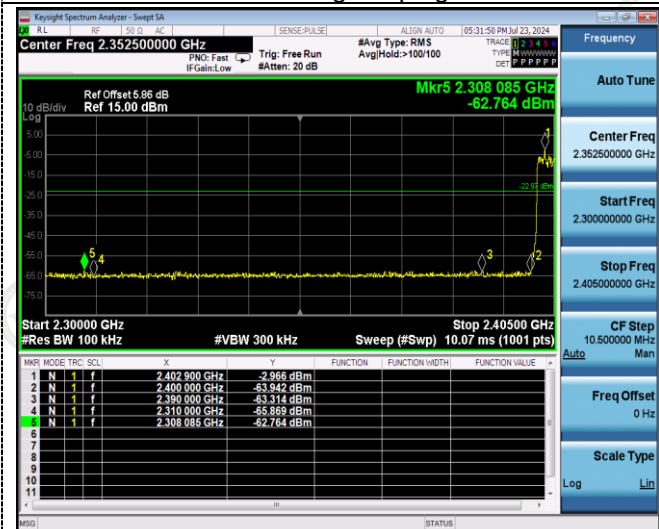 Keysight Spectrum Analyzer - Swept SA
RL RF 50 Ω AC SENSE:PULSE ALIGN AUTO 05:31:50 PM Jul 23, 2024
Center Freq 2.352500000 GHz
PNO: Fast
IFGain:Low
Trig: Free Run
#Atten: 20 dB
#Avg Type: RMS
Avg|Hold:>100/100
TRACE 1 2 3 4 5 6
TYPE M W W W W W
DET P P P P P P
Frequency
Auto Tune
Center Freq
2.352500000 GHz
Start Freq
2.300000000 GHz
Stop Freq
2.405000000 GHz
CF Step
10.500000 MHz
Auto Man
Freq Offset
0 Hz
Scale Type
Log Lin
Mkr5 2.308 085 GHz
-62.764 dBm
Ref Offset 5.86 dB
10 dB/div Ref 15.00 dBm
Log
5.00
-5.00
-15.0
-25.0
-35.0
-45.0
-55.0
-65.0
-75.0
-22.97 dBm
1
5
4
3
2
Start 2.30000 GHz Stop 2.40500 GHz
#Res BW 100 kHz #VBW 300 kHz Sweep (#Swp) 10.07 ms (1001 pts)
MKR MODE TRC SCL X Y FUNCTION FUNCTION WIDTH FUNCTION VALUE
1 N 1 f 2.402 900 GHz -2.966 dBm
2 N 1 f 2.400 000 GHz -63.942 dBm
3 N 1 f 2.390 000 GHz -63.314 dBm
4 N 1 f 2.310 000 GHz -65.869 dBm
5 N 1 f 2.308 085 GHz -62.764 dBm
6
7
8
9
10
11
MSG STATUS